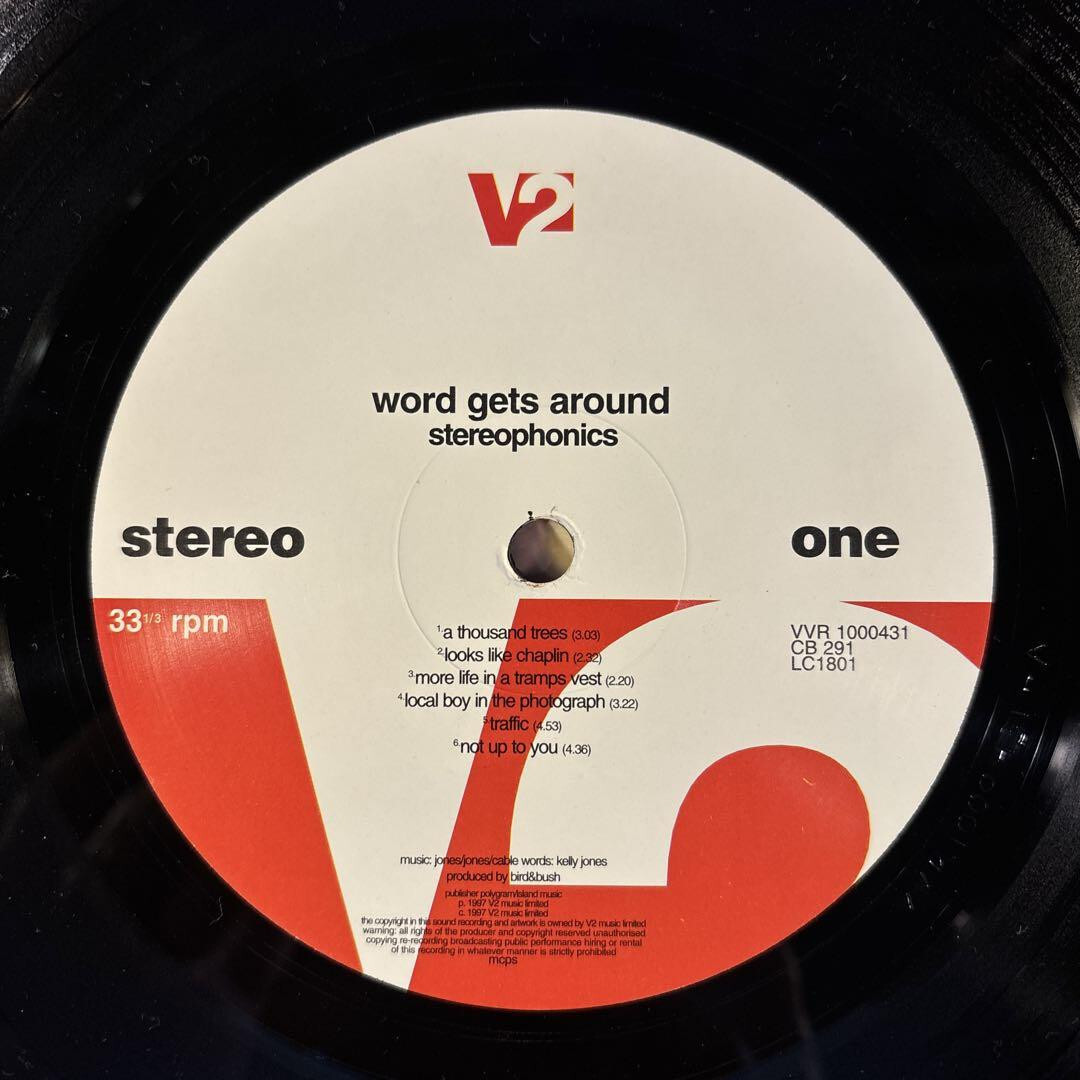 V2
word gets around
stereophonics
stereo
one
33 1/3 rpm
1 a thousand trees (3.03)
2 looks like chaplin (2.32)
3 more life in a tramps vest (2.20)
4 local boy in the photograph (3.22)
5 traffic (4.53)
6 not up to you (4.36)
VVR 1000431
CB 291
LC1801
music: jones/jones/cable words: kelly jones
produced by bird&bush
publisher polygram/island music
p. 1997 V2 music limited
c. 1997 V2 music limited
the copyright in this sound recording and artwork is owned by V2 music limited
warning: all rights of the producer and copyright reserved unauthorised
copying re-recording broadcasting public performance hiring or rental
of this recording in whatever manner is strictly prohibited
mcps